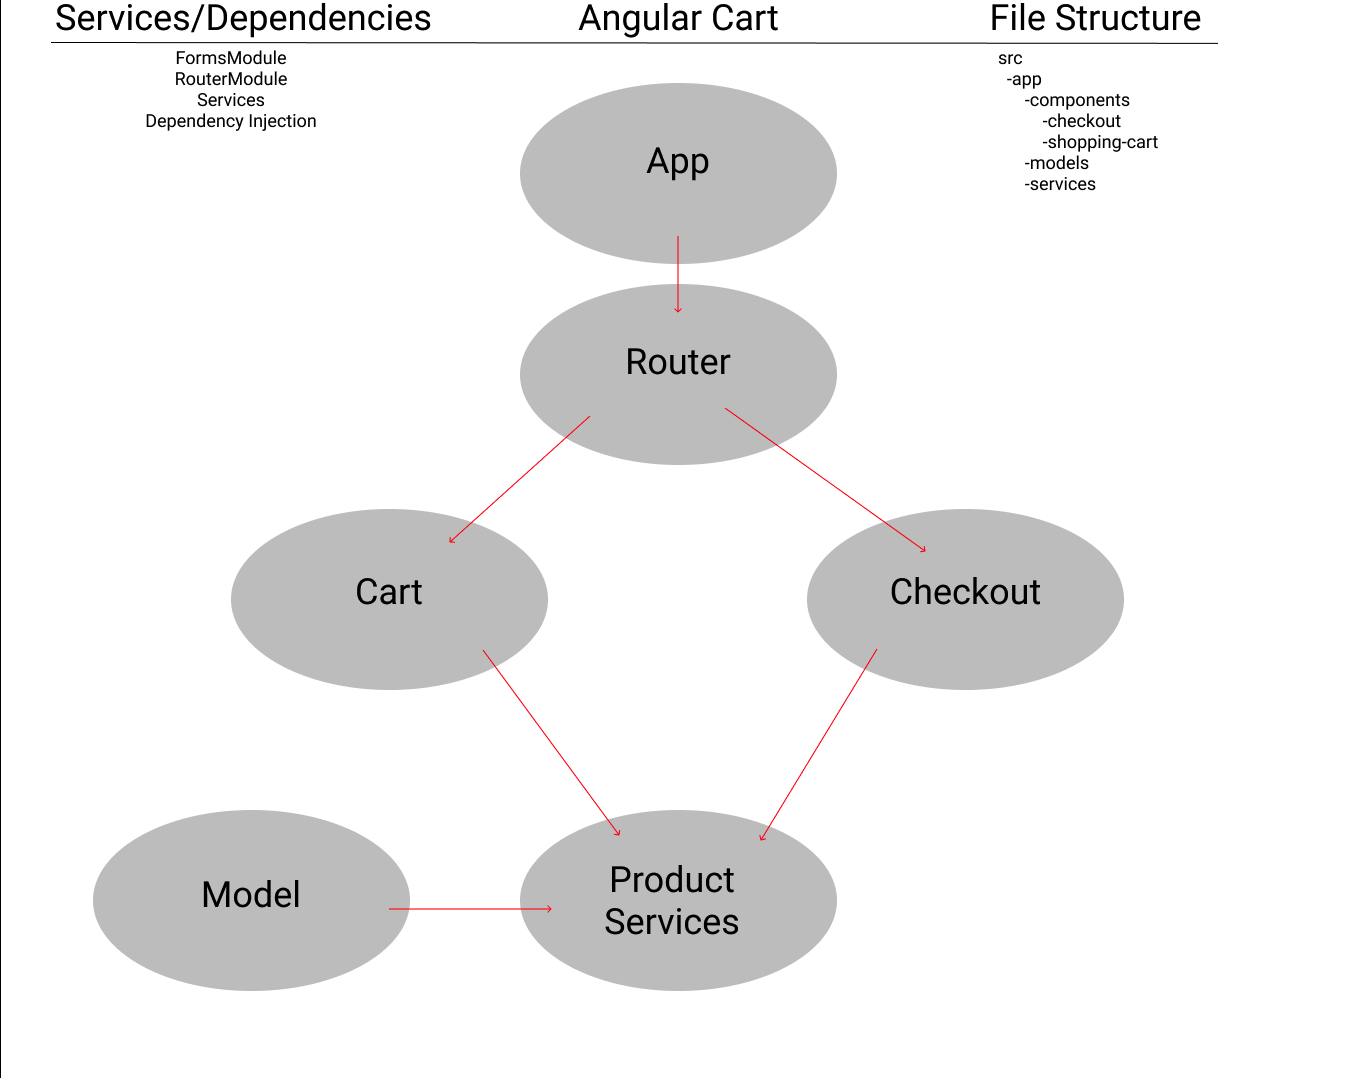 Services/Dependencies
FormsModule
RouterModule
Services
Dependency Injection
Angular Cart
App
Router
Cart
Checkout
Model
Product
Services
File Structure
src
-app
-components
-checkout
-shopping-cart
-models
-services